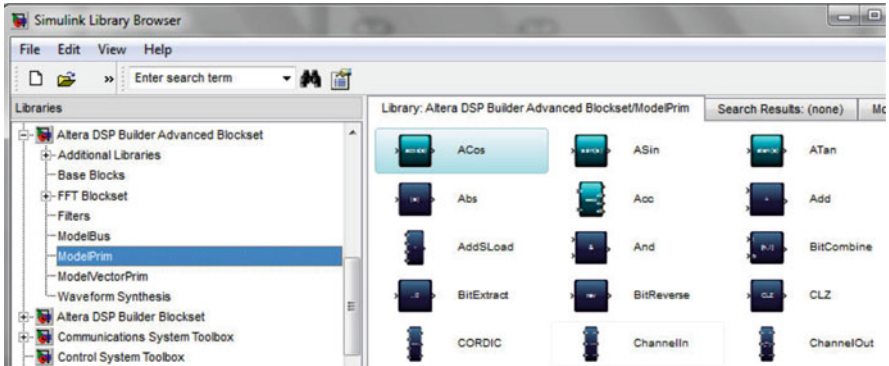 Simulink Library Browser
File Edit View Help
» Enter search term
Libraries
Altera DSP Builder Advanced Blockset
Additional Libraries
Base Blocks
FFT Blockset
Filters
ModelBus
ModelPrim
ModelVectorPrim
Waveform Synthesis
Altera DSP Builder Blockset
Communications System Toolbox
Control System Toolbox
Library: Altera DSP Builder Advanced Blockset/ModelPrim Search Results: (none) Mo
ACos ASin ATan
Abs Acc Add
AddSLoad And BitCombine
BitExtract BitReverse CLZ
CORDIC ChannelIn ChannelOut